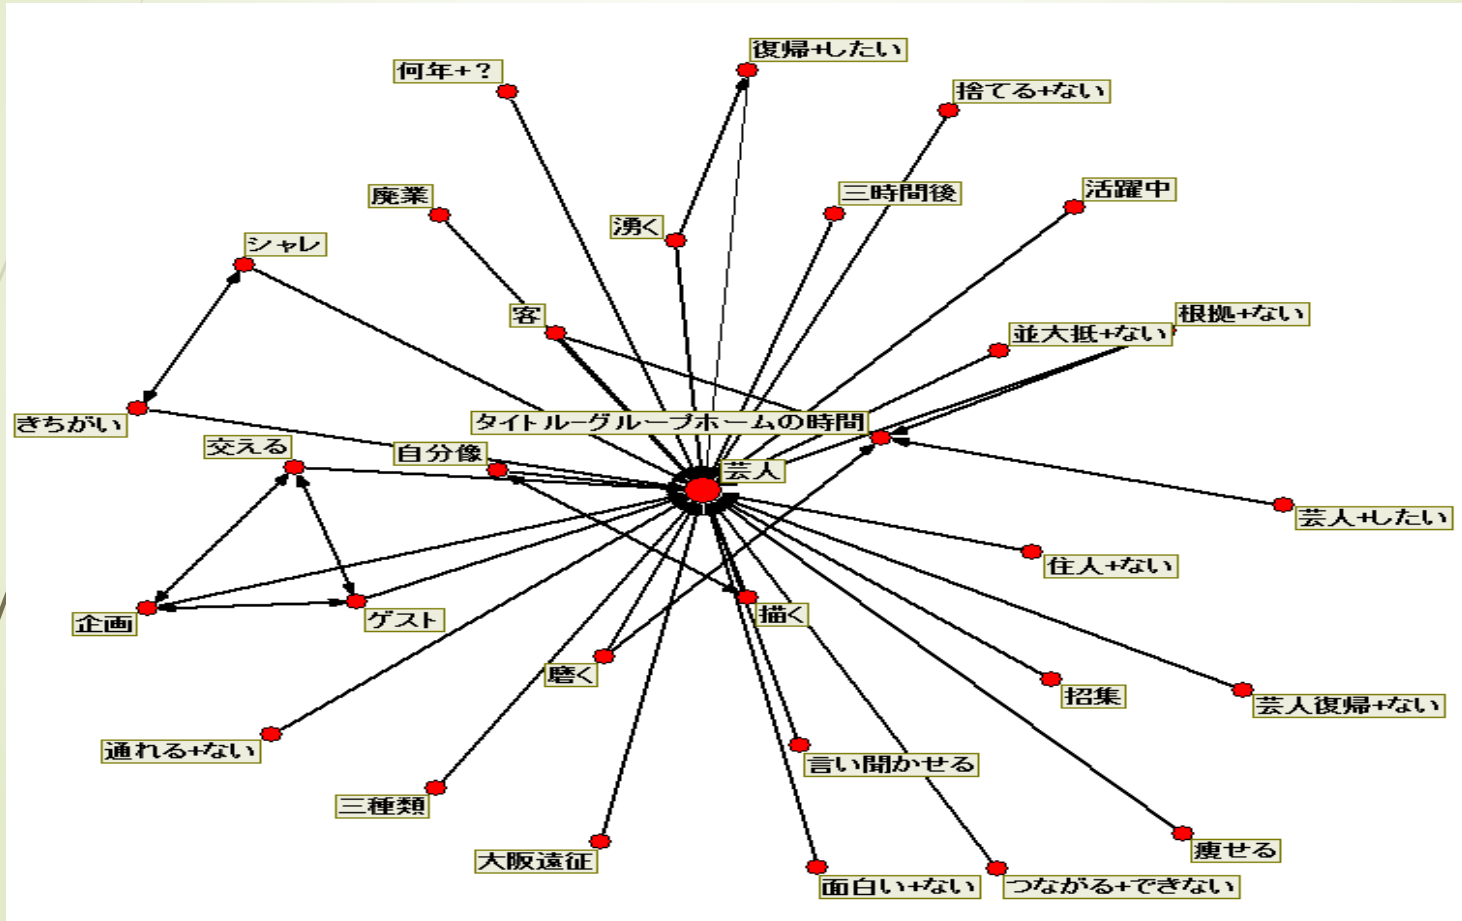 復帰+したい
何年+?
捨てる+ない
廃業
三時間後
活躍中
湧く
シャレ
客
根拠+ない
並大抵+ない
きちがい
タイトル-グループホームの時間
交える
自分像
芸人
芸人+したい
住人+ない
企画
ゲスト
描く
磨く
招集
芸人復帰+ない
通れる+ない
言い聞かせる
三種類
大阪遠征
痩せる
面白い+ない
つながる+できない